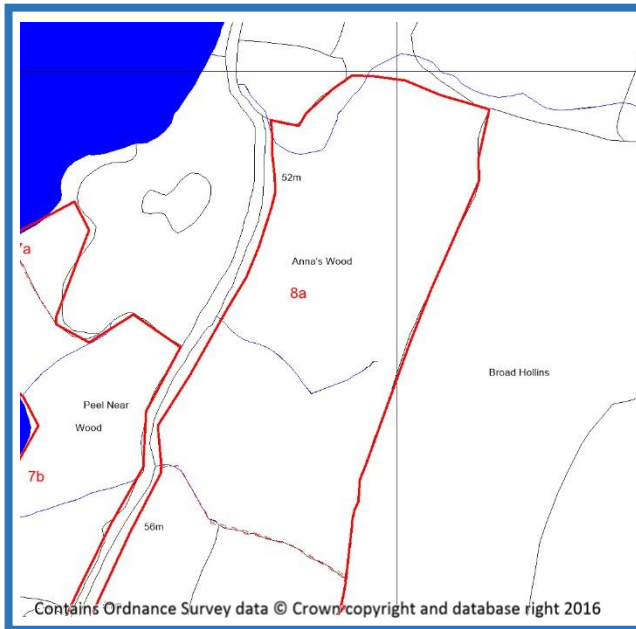 52m
Anna's Wood
7a
8a
Broad Hollins
Peel Near
Wood
7b
56m
Contains Ordnance Survey data © Crown copyright and database right 2016